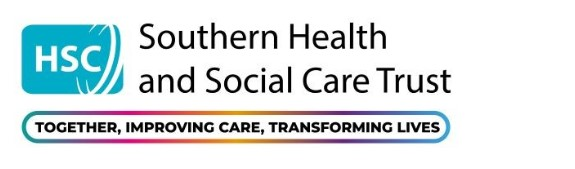 HSC
Southern Health
and Social Care Trust
TOGETHER, IMPROVING CARE, TRANSFORMING LIVES